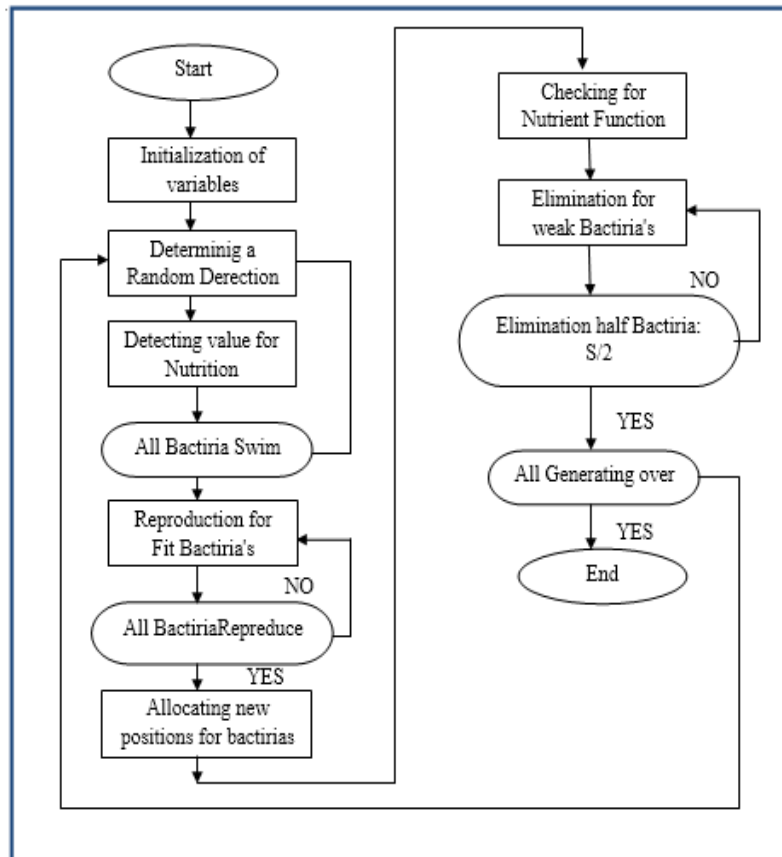 Start
Initialization of
variables
Determinig a
Random Derection
Detecting value for
Nutrition
All Bactiria Swim
Reproduction for
Fit Bactiria's
NO
All BactiriaRepreduce
YES
Allocating new
positions for bactirias
Checking for
Nutrient Function
Elimination for
weak Bactiria's
NO
Elimination half Bactiria:
S/2
YES
All Generating over
YES
End